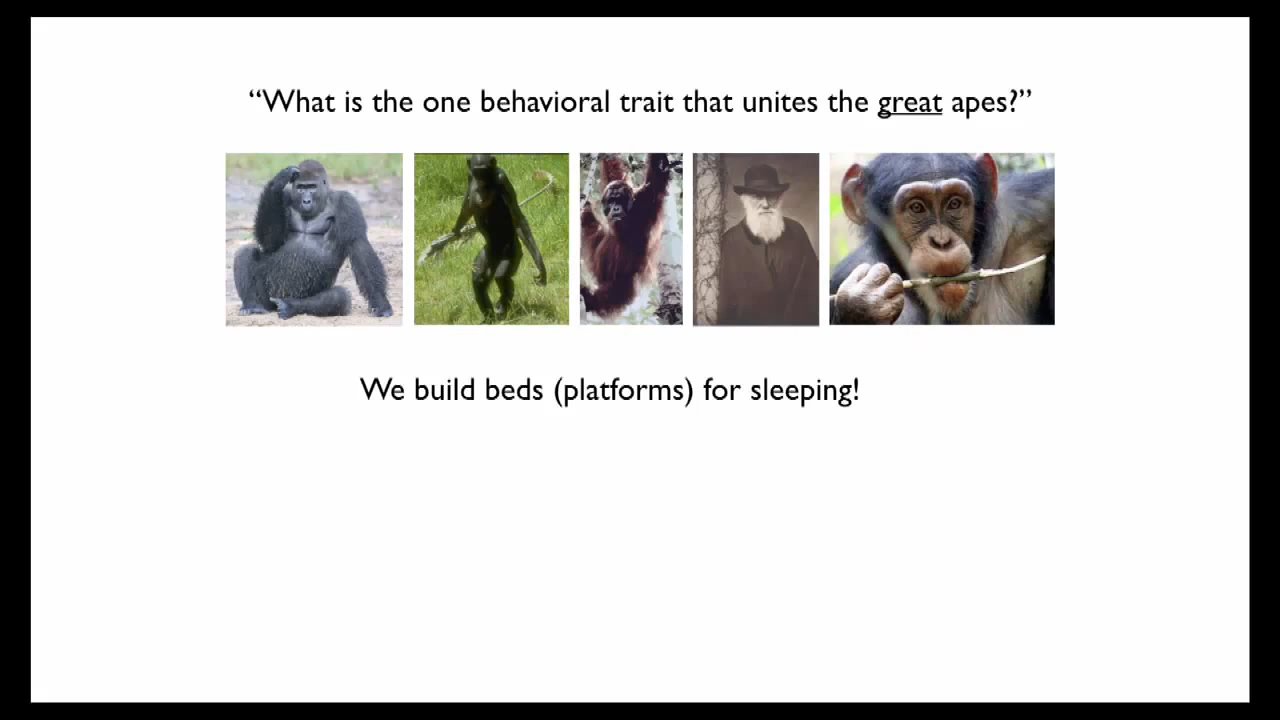 “What is the one behavioral trait that unites the great apes?”
We build beds (platforms) for sleeping!